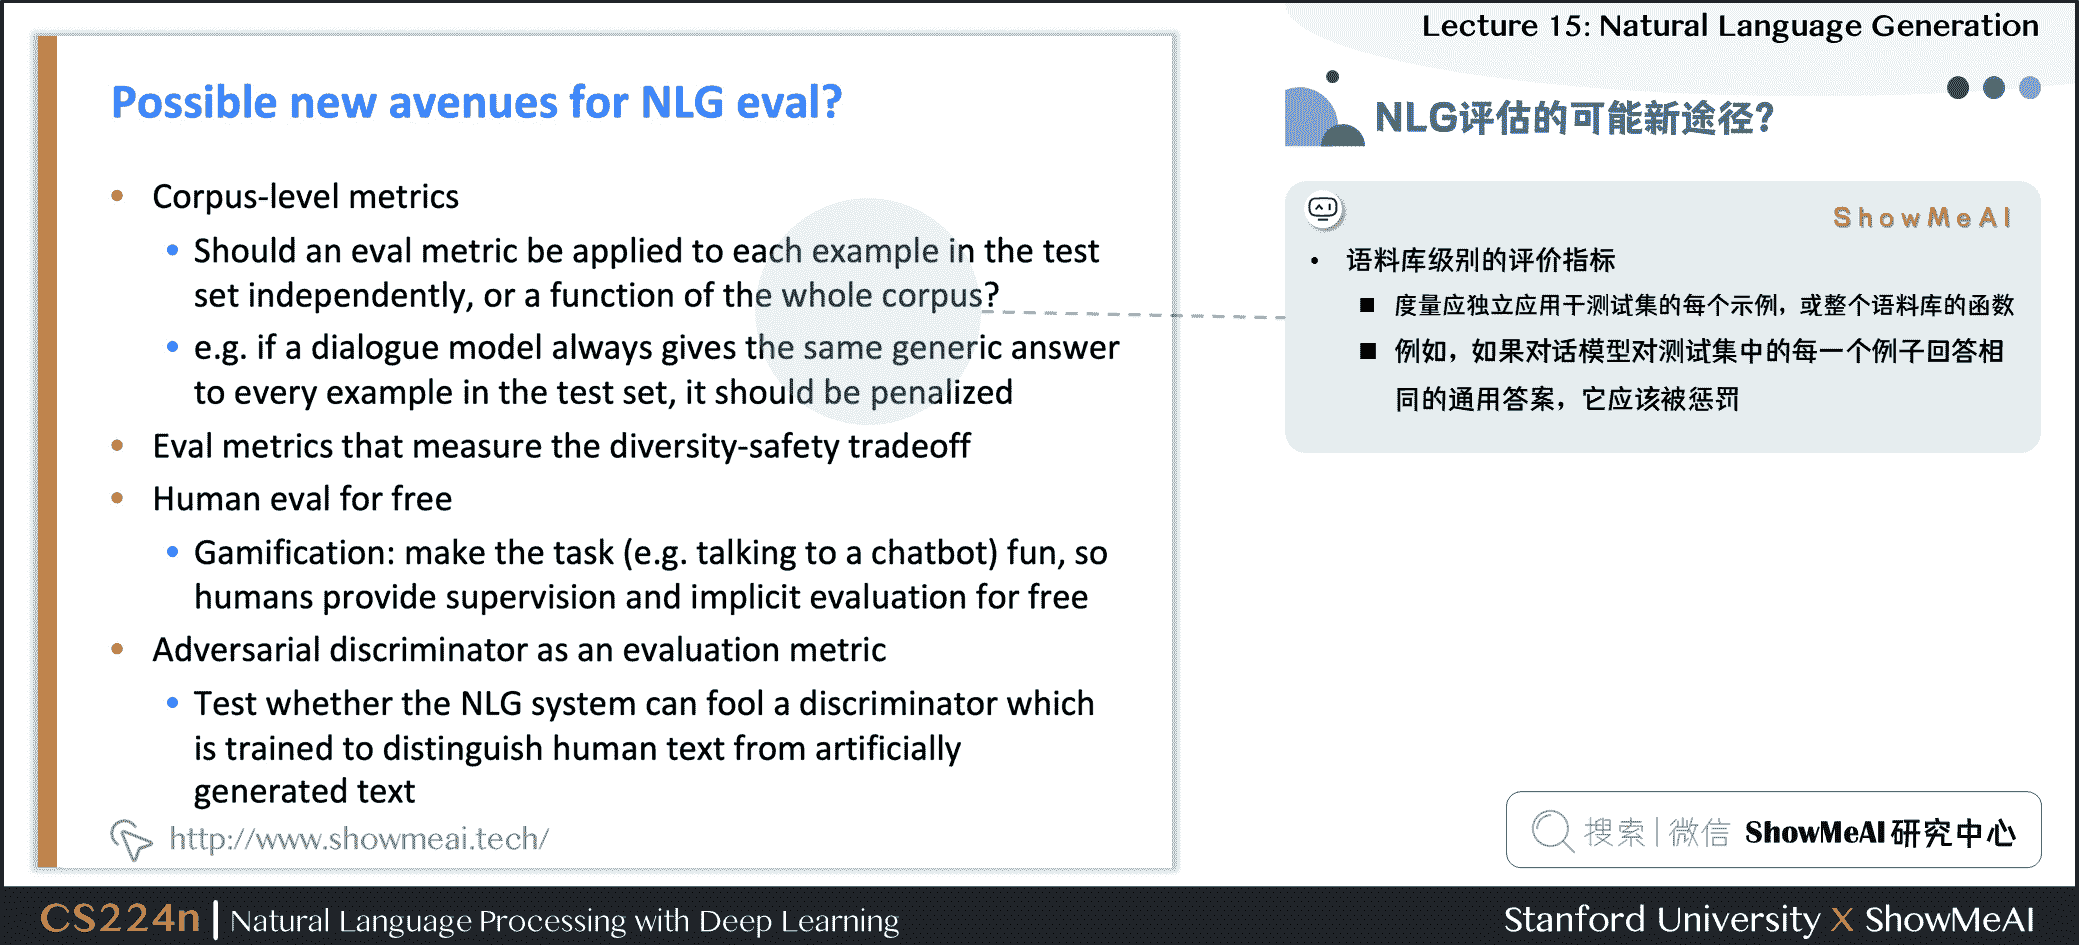 Lecture 15: Natural Language Generation
Possible new avenues for NLG eval?
• Corpus-level metrics
• Should an eval metric be applied to each example in the test
set independently, or a function of the whole corpus?
• e.g. if a dialogue model always gives the same generic answer
to every example in the test set, it should be penalized
• Eval metrics that measure the diversity-safety tradeoff
• Human eval for free
• Gamification: make the task (e.g. talking to a chatbot) fun, so
humans provide supervision and implicit evaluation for free
• Adversarial discriminator as an evaluation metric
• Test whether the NLG system can fool a discriminator which
is trained to distinguish human text from artificially
generated text
http://www.showmeai.tech/
NLG评估的可能新途径?
ShowMeAI
• 语料库级别的评价指标
■ 度量应独立应用于测试集的每个示例，或整个语料库的函数
■ 例如，如果对话模型对测试集中的每一个例子回答相
同的通用答案，它应该被惩罚
搜索|微信 ShowMeAI 研究中心
CS224n | Natural Language Processing with Deep Learning
Stanford University X ShowMeAI